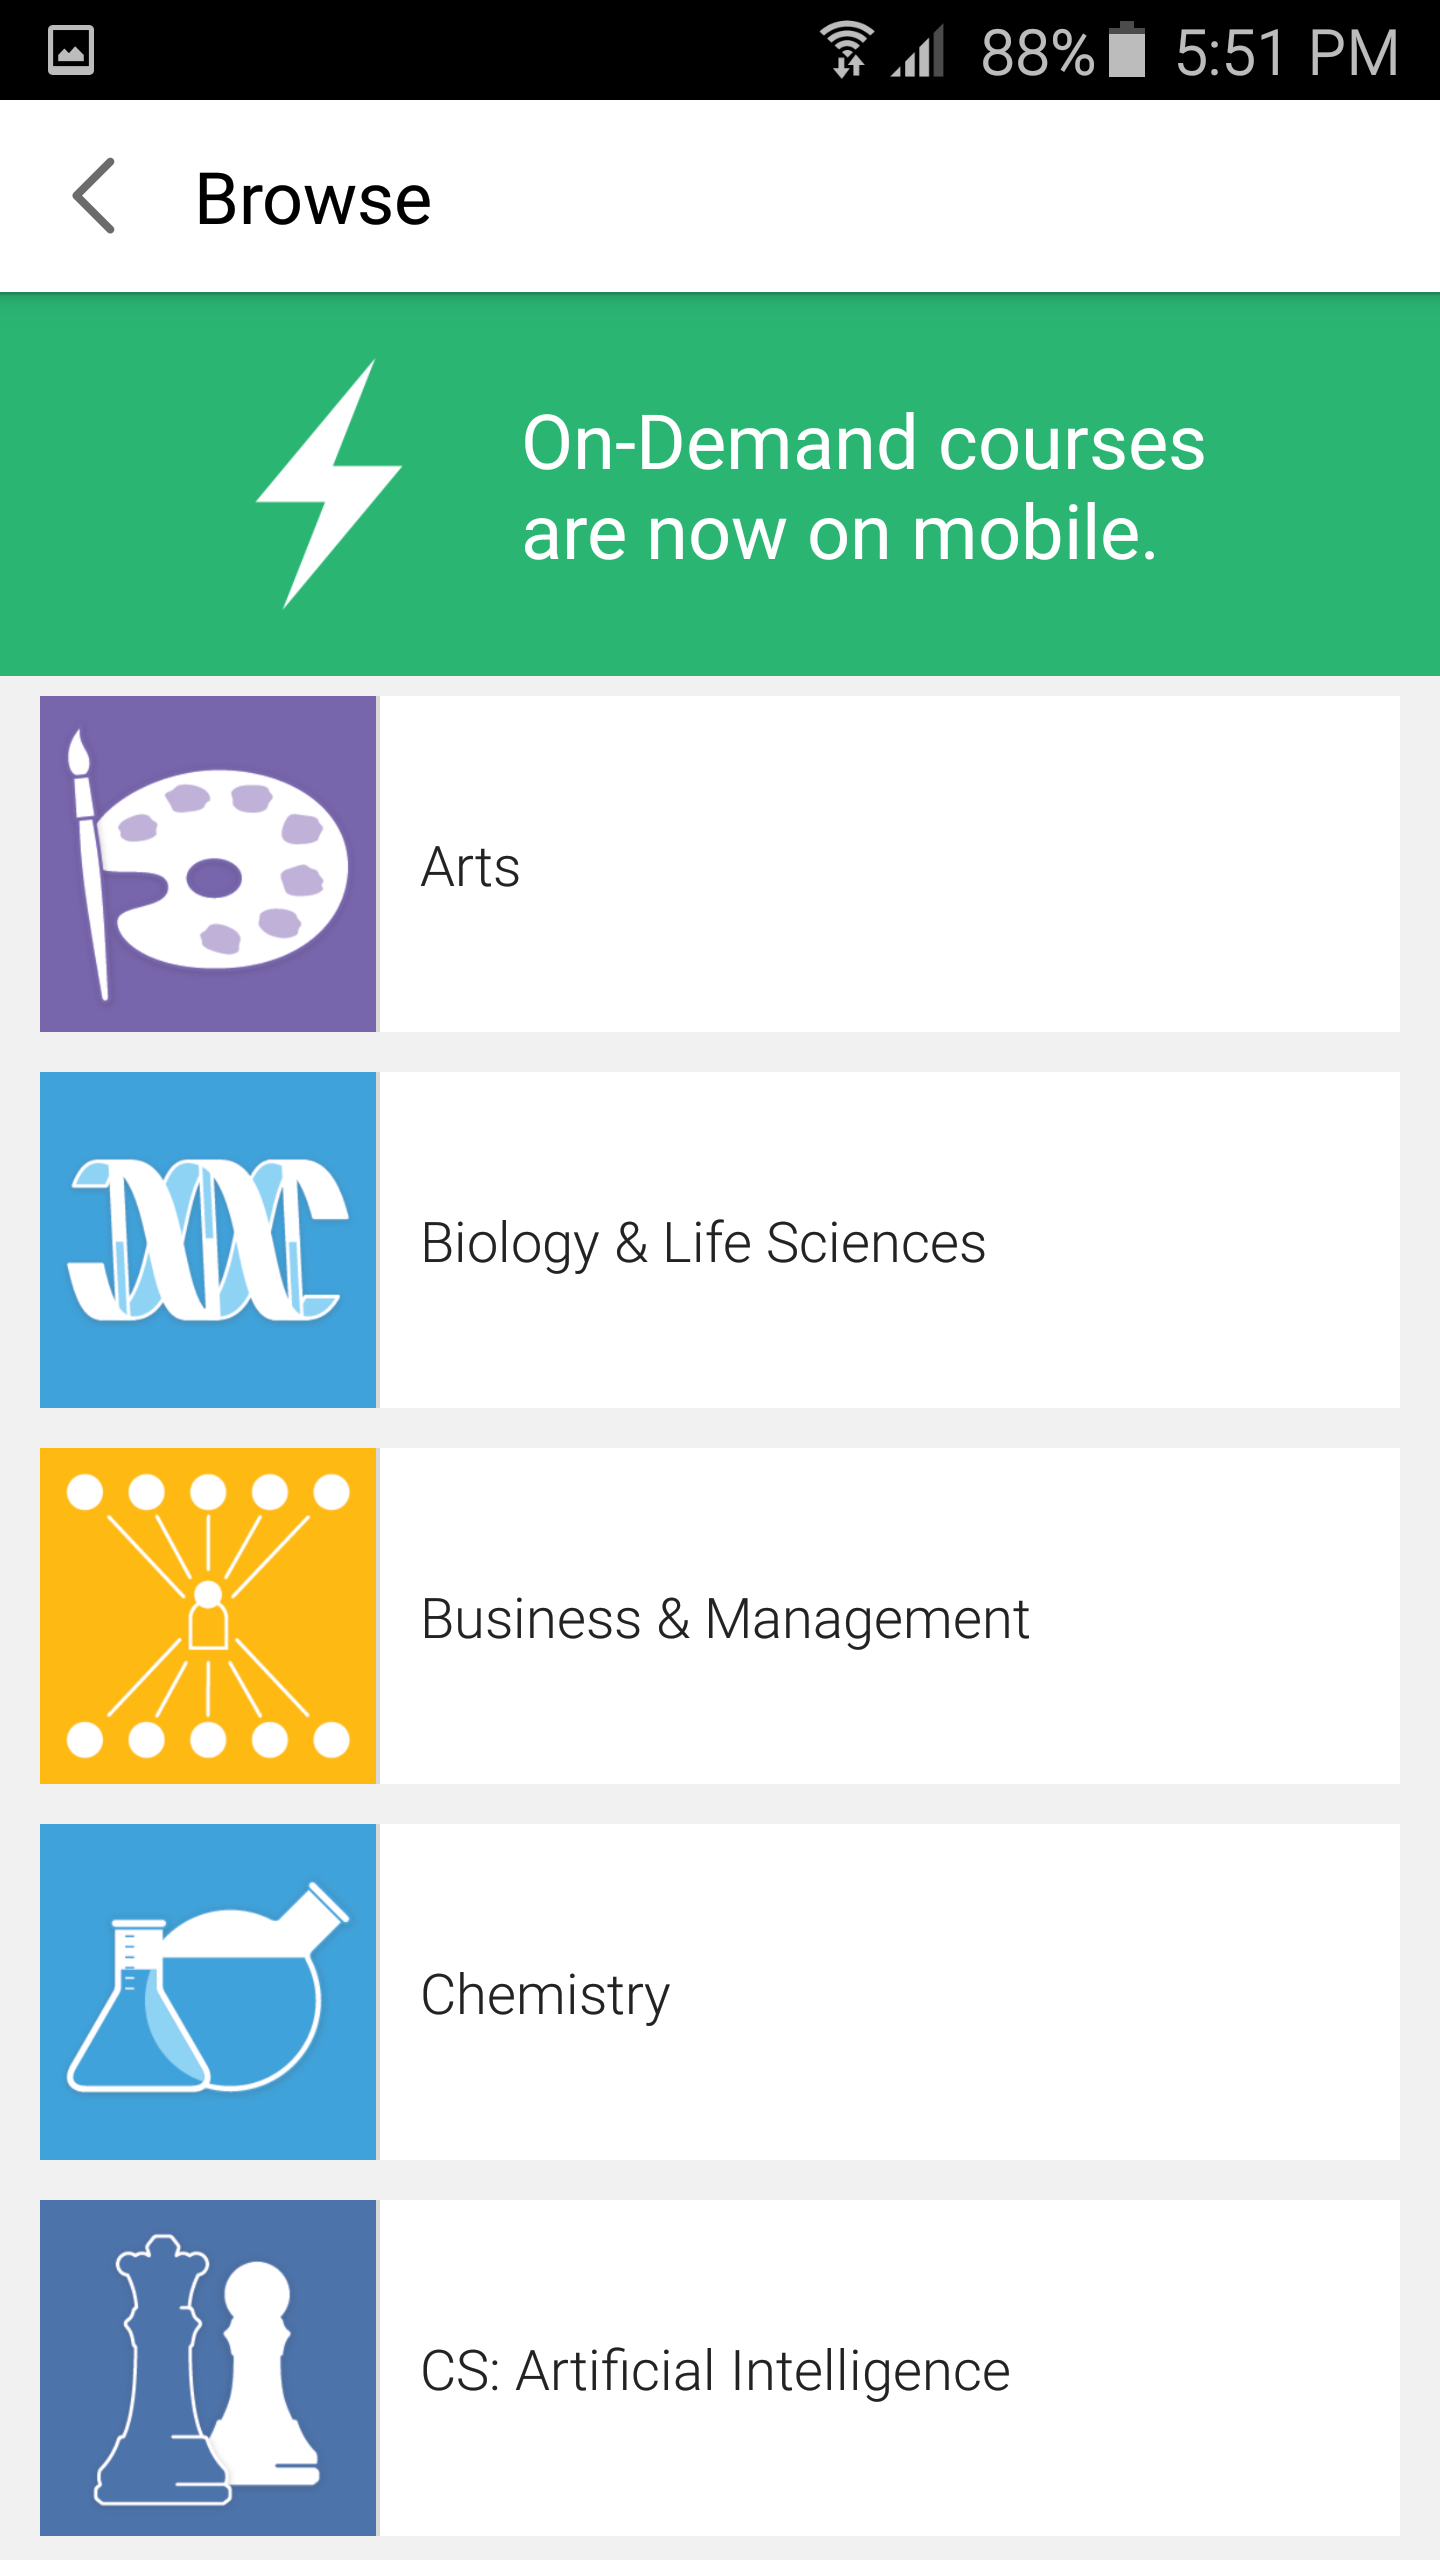 88% 5:51 PM
Browse
On-Demand courses
are now on mobile.
Arts
Biology & Life Sciences
Business & Management
Chemistry
CS: Artificial Intelligence